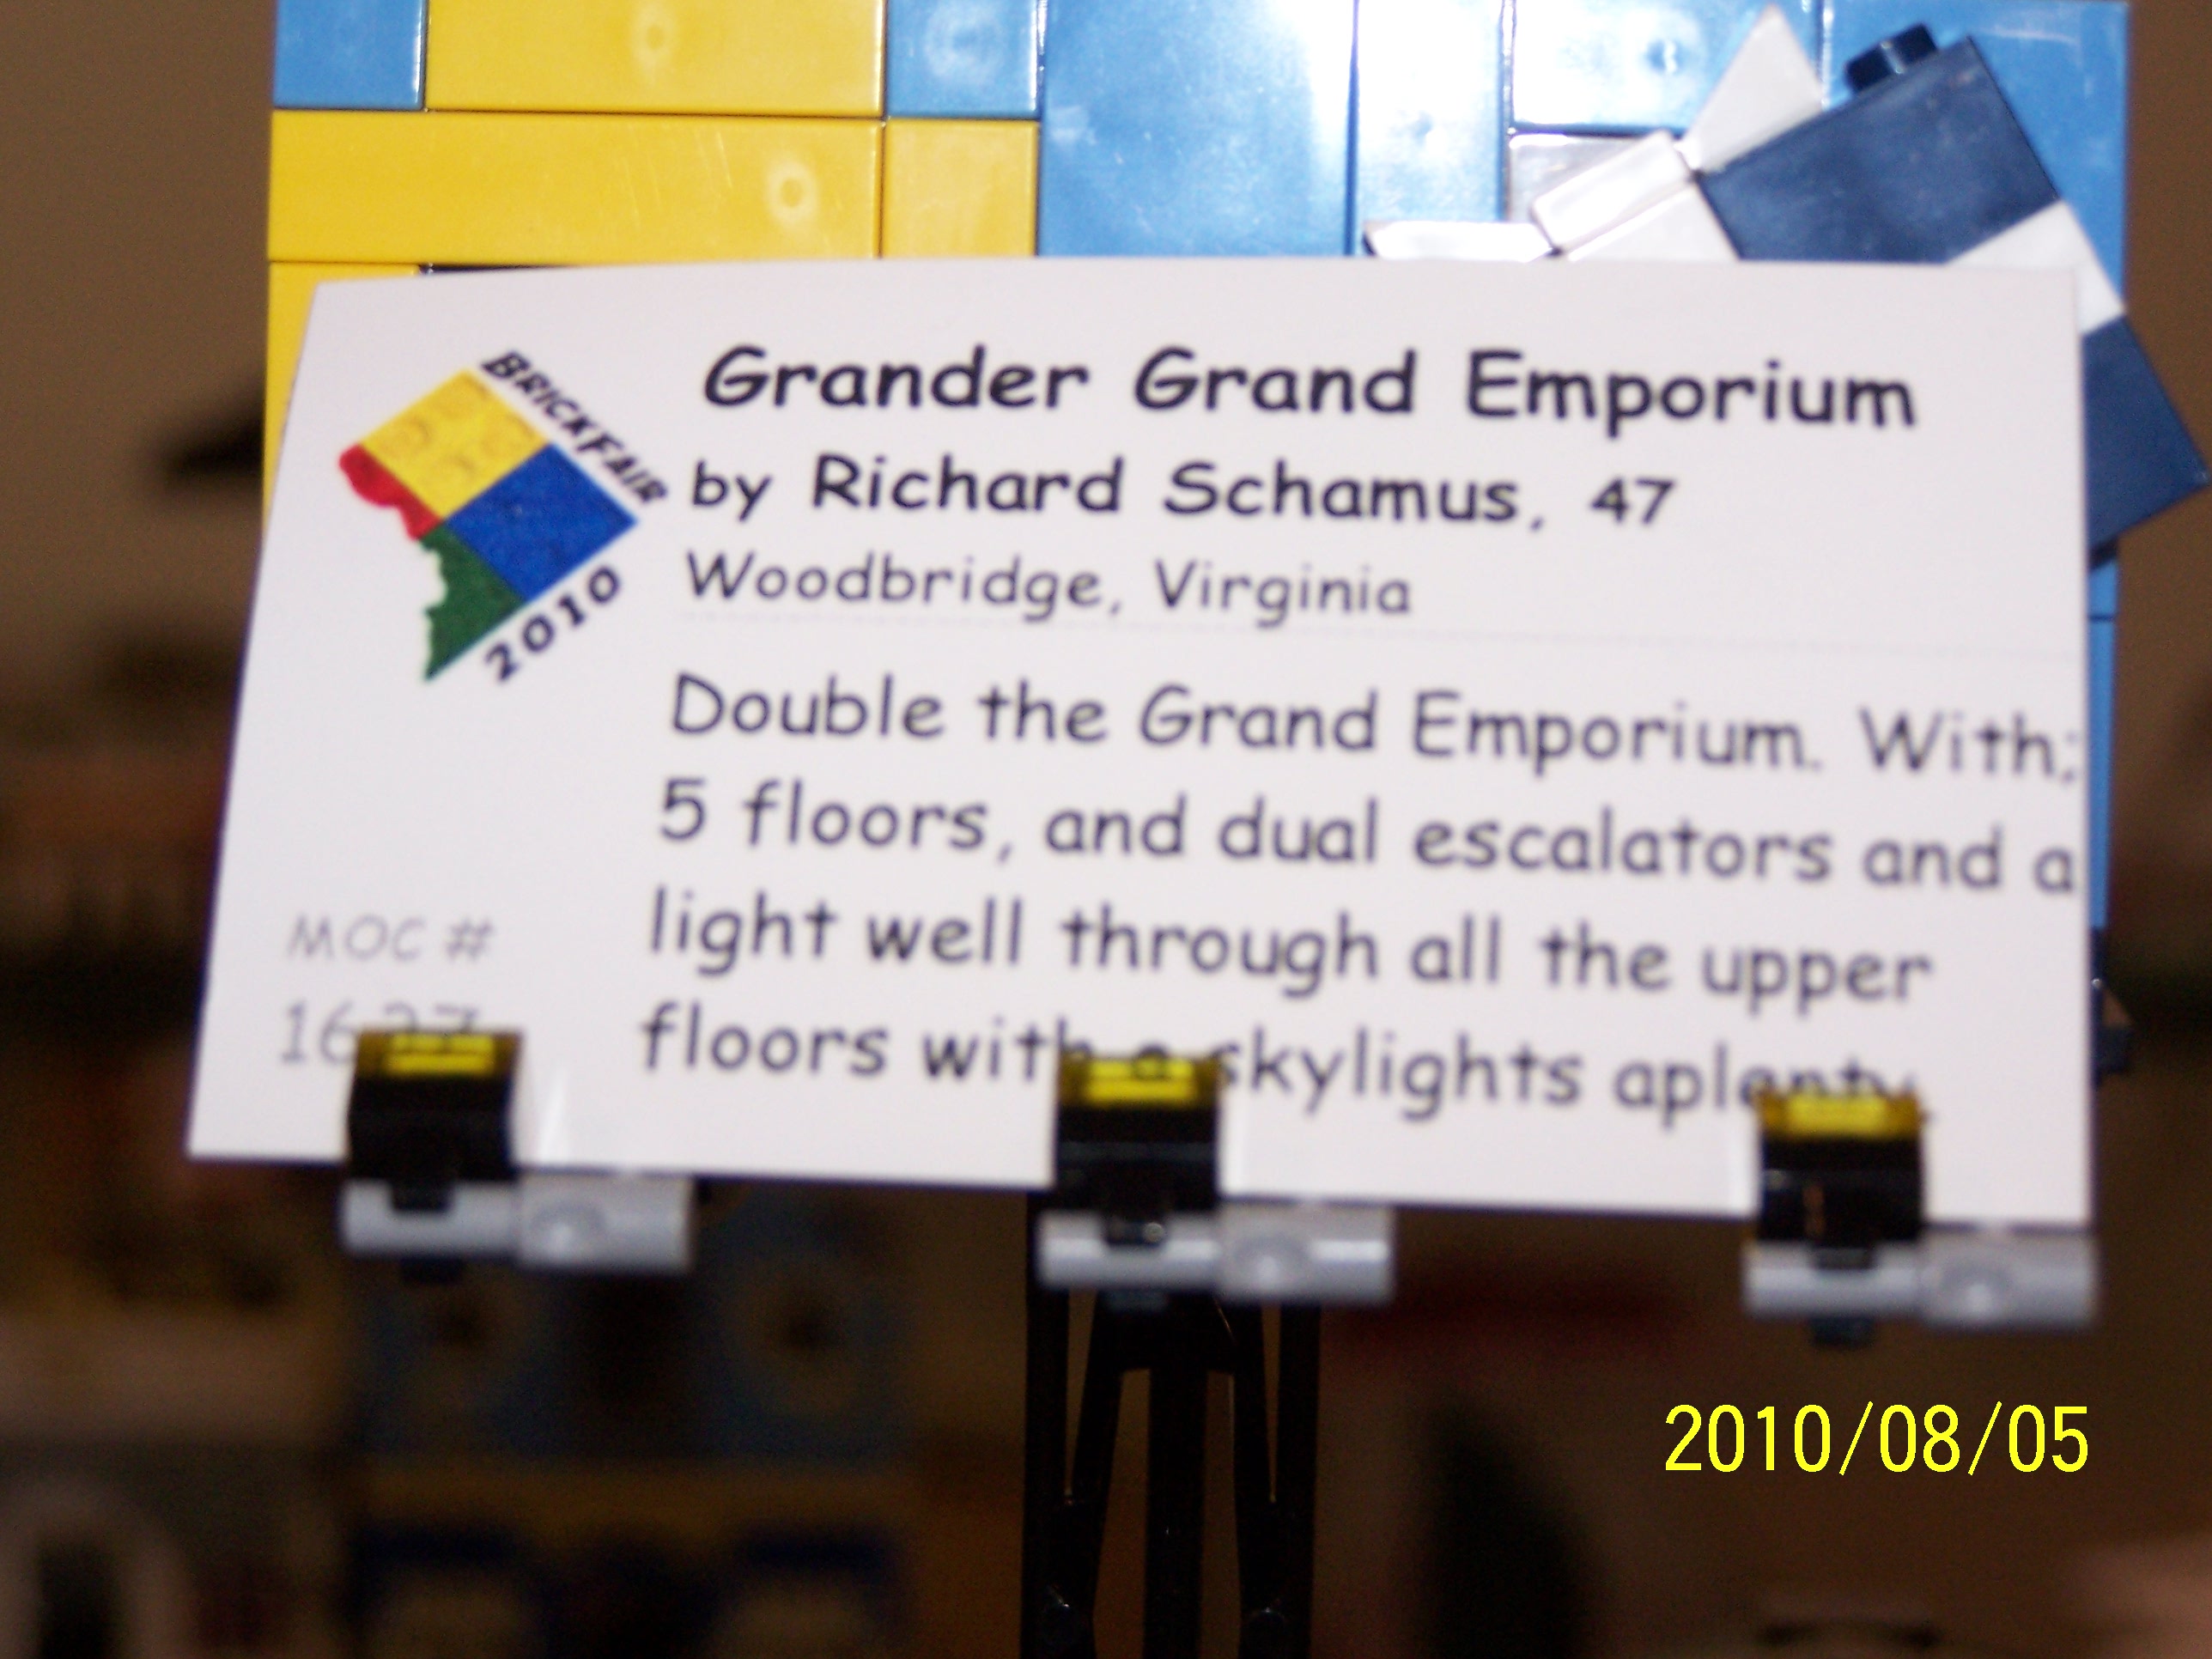 BRICKFAIR
2010
Grander Grand Emporium
by Richard Schamus, 47
Woodbridge, Virginia
Double the Grand Emporium. With;
5 floors, and dual escalators and a
light well through all the upper
floors with a skylights aplenty.
MOC #
2010/08/05